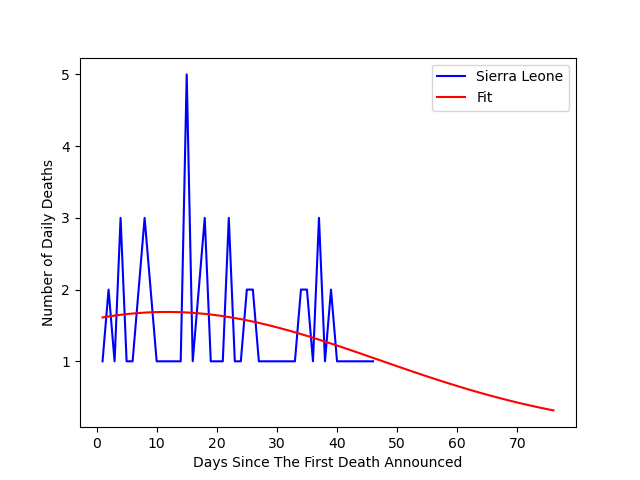 Sierra Leone
Fit
5
4
3
2
1
Number of Daily Deaths
0 10 20 30 40 50 60 70
Days Since The First Death Announced